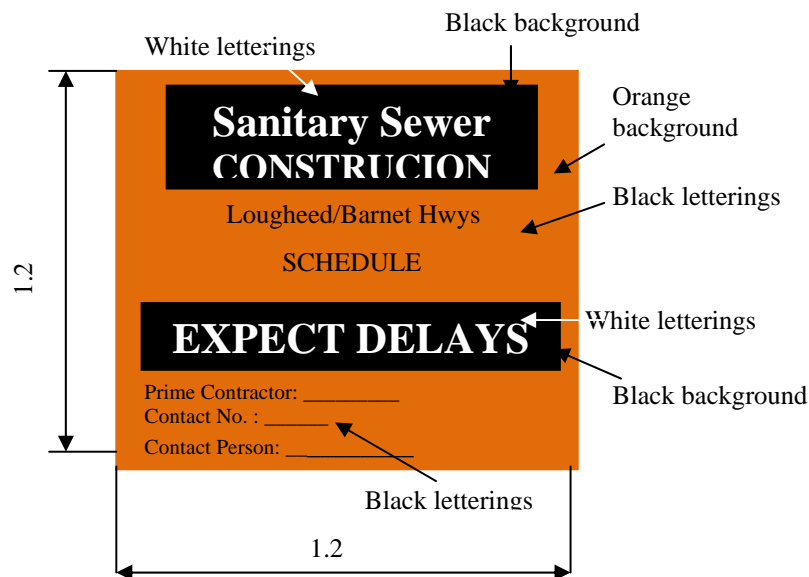 Black background
White letterings
Sanitary Sewer
CONSTRUCION
Orange
background
Lougheed/Barnet Hwys
Black letterings
SCHEDULE
1.2
EXPECT DELAYS
White letterings
Black background
Prime Contractor: _________
Contact No. : ______
Contact Person: ____________
Black letterings
1.2